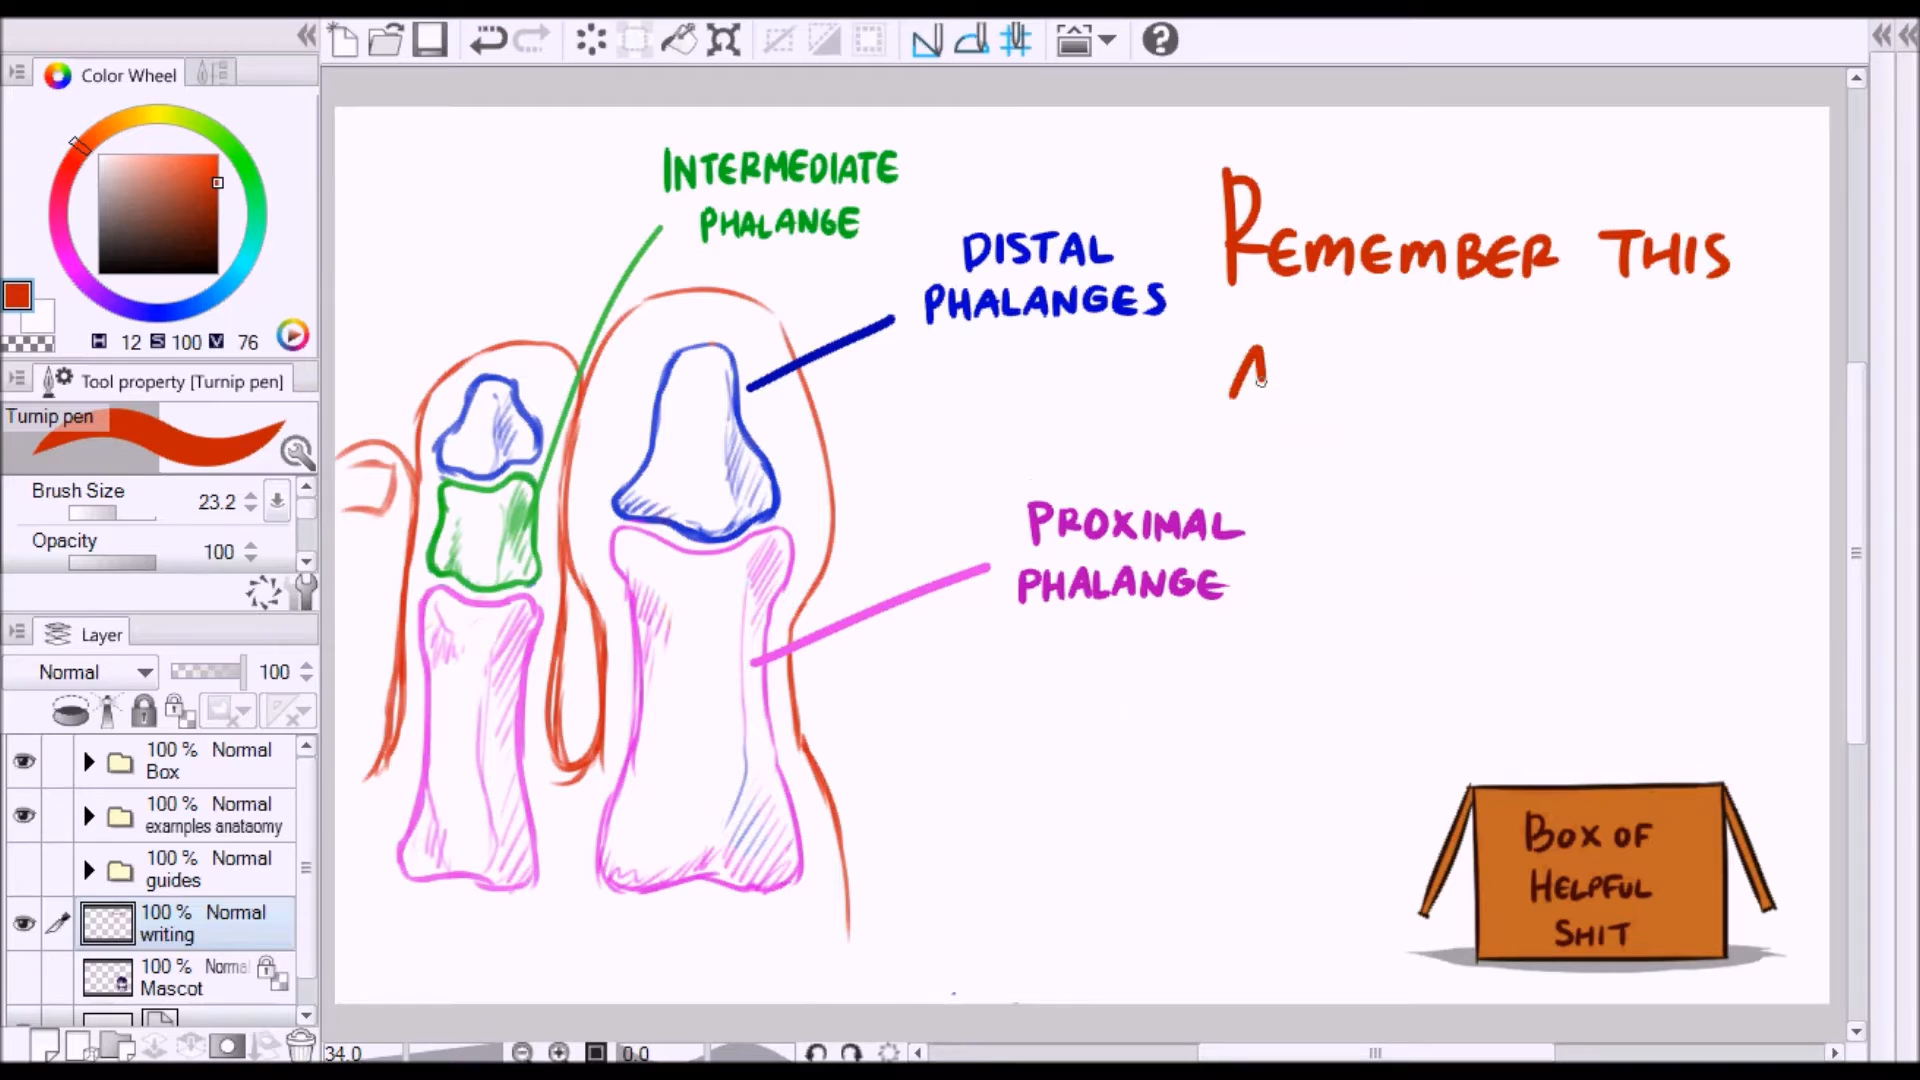 Color Wheel
H 12 S 100 V 76
Tool property [Turnip pen]
Turnip pen
Brush Size
23.2
Opacity
100
Layer
Normal
100
100 % Normal
Box
100 % Normal
examples anataomy
100 % Normal
guides
100 % Normal
writing
100 % Normal
Mascot
INTERMEDIATE
PHALANGE
DISTAL
PHALANGES
REMEMBER THIS
PROXIMAL
PHALANGE
BOX OF
HELPFUL
SHIT
34.0
0.0